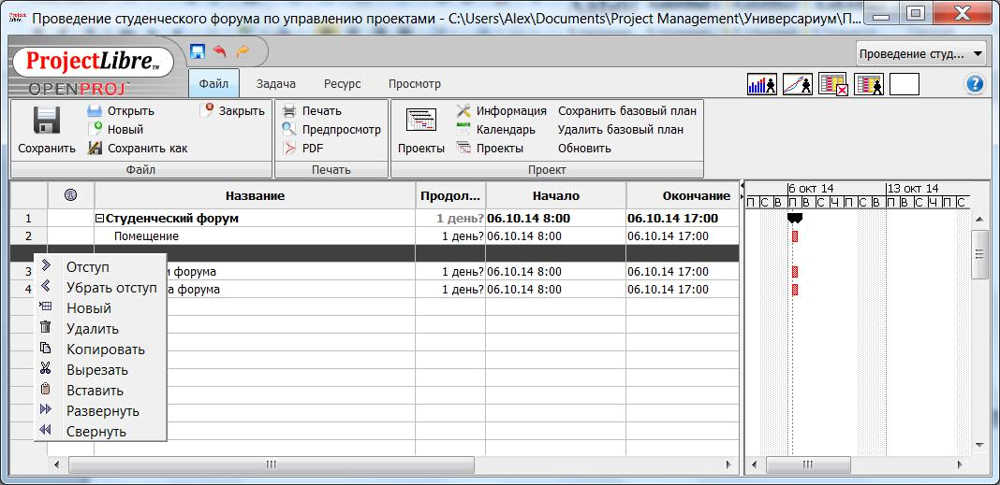 Проведение студенческого форума по управлению проектами - C:\Users\Alex\Documents\Project Management\Универсариум\П...
ProjectLibre TM
OPENPROJ
Проведение студ...
Файл Задача Ресурс Просмотр
Сохранить
Открыть
Новый
Сохранить как
Закрыть
Файл
Печать
Предпросмотр
PDF
Печать
Проекты
Информация
Календарь
Проекты
Сохранить базовый план
Удалить базовый план
Обновить
Проект
Название Продол... Начало Окончание
6 окт 14 13 окт 14
П С В П В С Ч П С В П В С Ч П С
1 Студенческий форум 1 день? 06.10.14 8:00 06.10.14 17:00
2 Помещение 1 день? 06.10.14 8:00 06.10.14 17:00
3 форума 1 день? 06.10.14 8:00 06.10.14 17:00
4 форума 1 день? 06.10.14 8:00 06.10.14 17:00
Отступ
Убрать отступ
Новый
Удалить
Копировать
Вырезать
Вставить
Развернуть
Свернуть